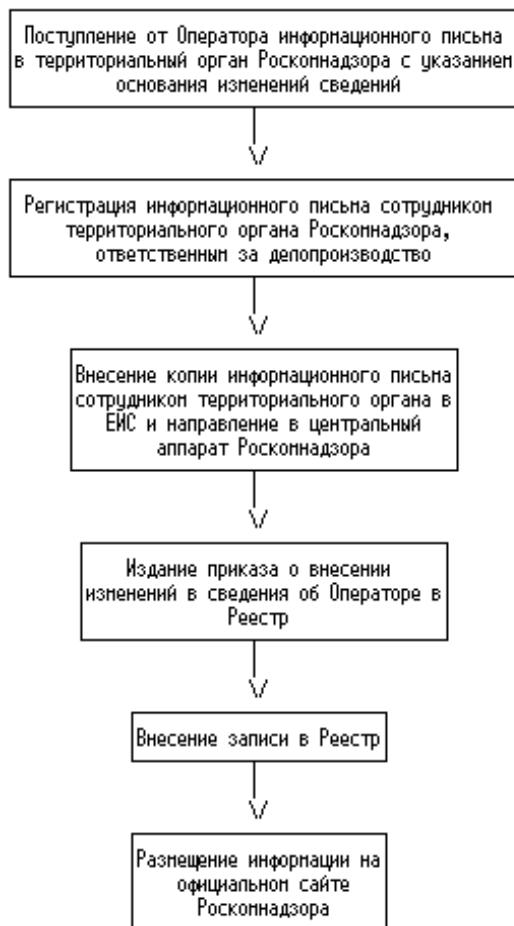 Поступление от Оператора информационного письма
в территориальный орган Роскомнадзора с указанием
основания изменений сведений
Регистрация информационного письма сотрудником
территориального органа Роскомнадзора,
ответственным за делопроизводство
Внесение копии информационного письма
сотрудником территориального органа в
ЕИС и направление в центральный
аппарат Роскомнадзора
Издание приказа о внесении
изменений в сведения об Операторе в
Реестр
Внесение записи в Реестр
Размещение информации на
официальном сайте
Роскомнадзора